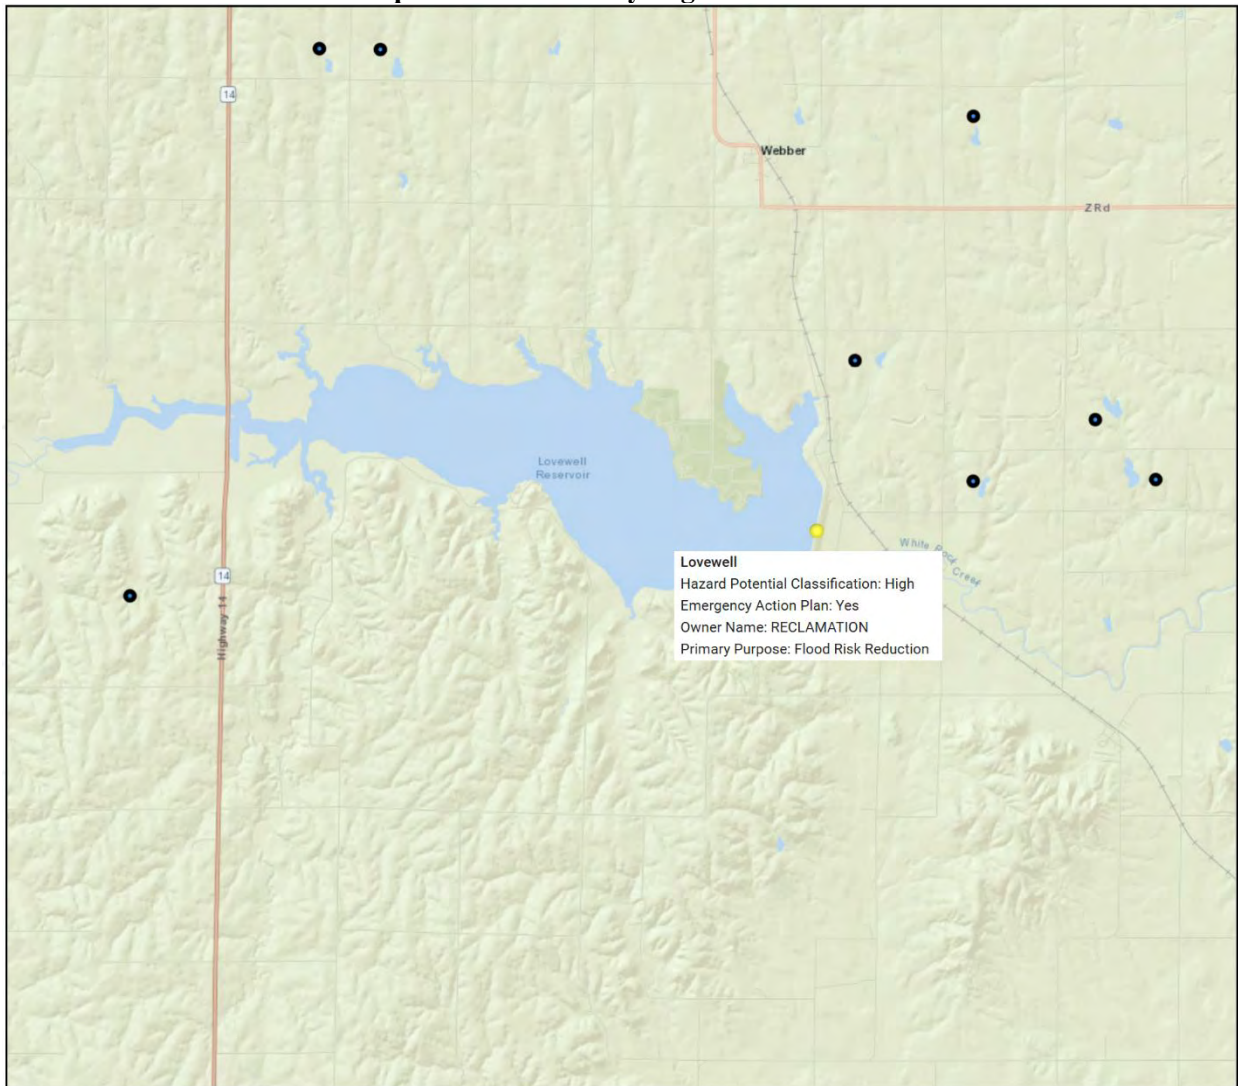 14
Webber
Z Rd
Lovewell
Reservoir
White Rock
Creek
Lovewell
Hazard Potential Classification: High
Emergency Action Plan: Yes
Owner Name: RECLAMATION
Primary Purpose: Flood Risk Reduction
14
Highway 14